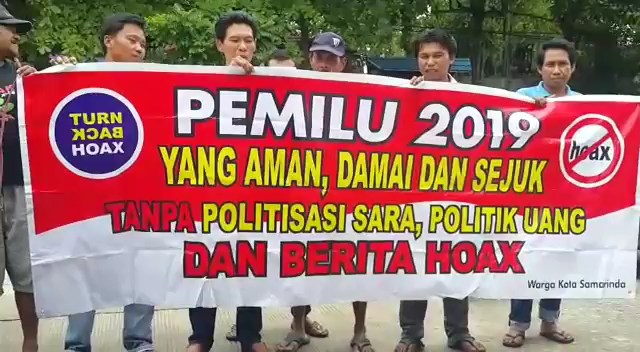 TURN
BACK
HOAX
PEMILU 2019
YANG AMAN, DAMAI DAN SEJUK
TANPA POLITISASI SARA, POLITIK UANG
DAN BERITA HOAX
hoax
Warga Kota Samarinda